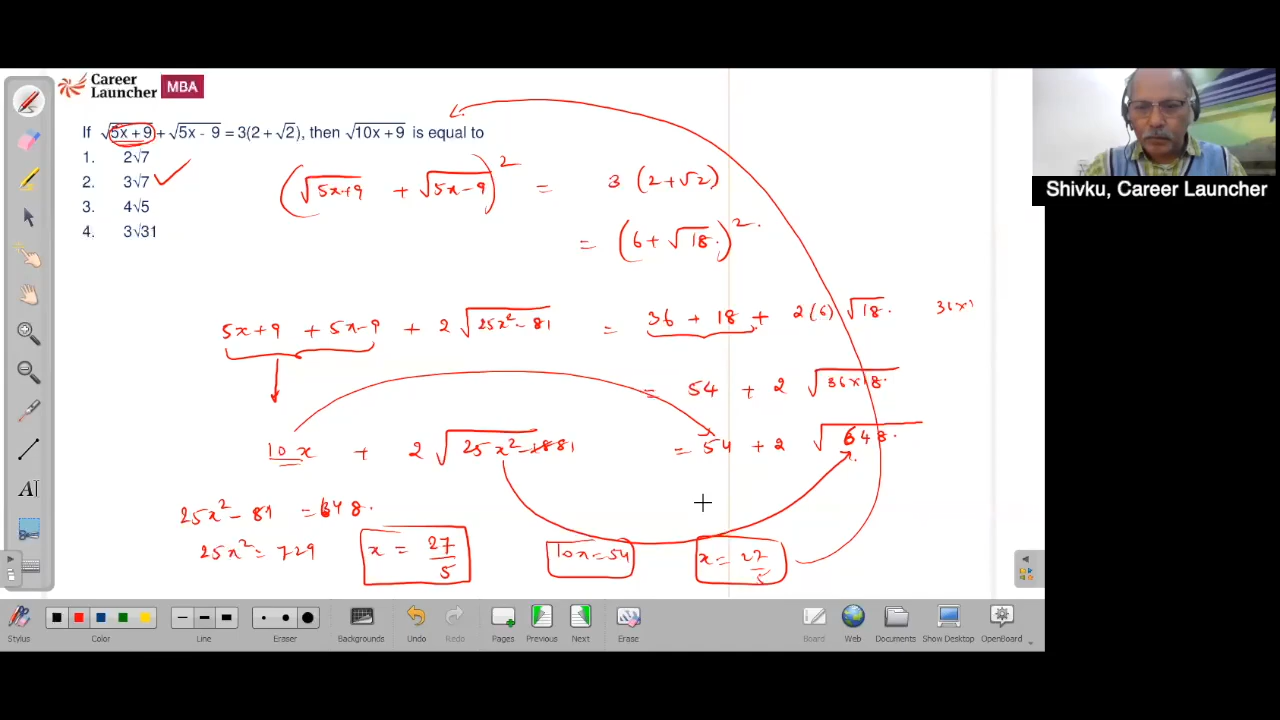 Career
Launcher MBA
If √5x + 9 + √5x - 9 = 3(2 + √2), then √10x + 9 is equal to
1. 2√7
2. 3√7 ✓
3. 4√5
4. 3√31
(√5x+9 + √5x-9)² = 3 (2+√2)
= (6 + √18.)².
5x+9 + 5x-9 + 2 √25x²-81 = 36 + 18 + 2(6) √18. 36x1
= 54 + 2 √36x18.
10x + 2 √25x²-81 = 54 + 2 √648.
25x² - 81 = 648.
25x² = 729 x = 27/5 10x=54 x = 27/5
Shivku, Career Launcher
Stylus Color Line Eraser Backgrounds Undo Redo Pages Previous Next Erase Board Web Documents Show Desktop OpenBoard